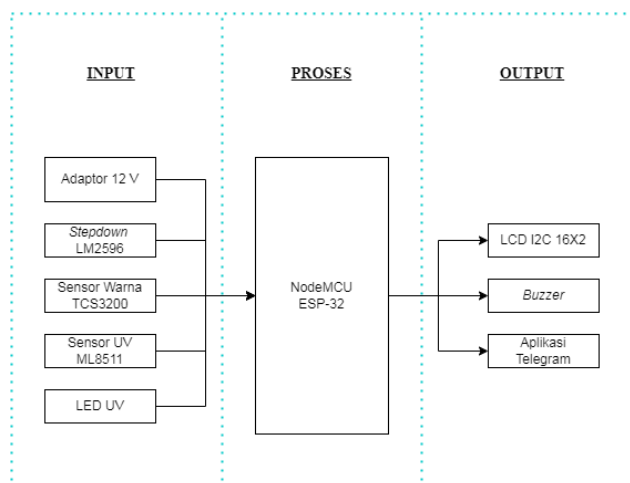 INPUT
PROSES
OUTPUT
Adaptor 12 V
Stepdown
LM2596
Sensor Warna
TCS3200
Sensor UV
ML8511
LED UV
NodeMCU
ESP-32
LCD I2C 16X2
Buzzer
Aplikasi
Telegram